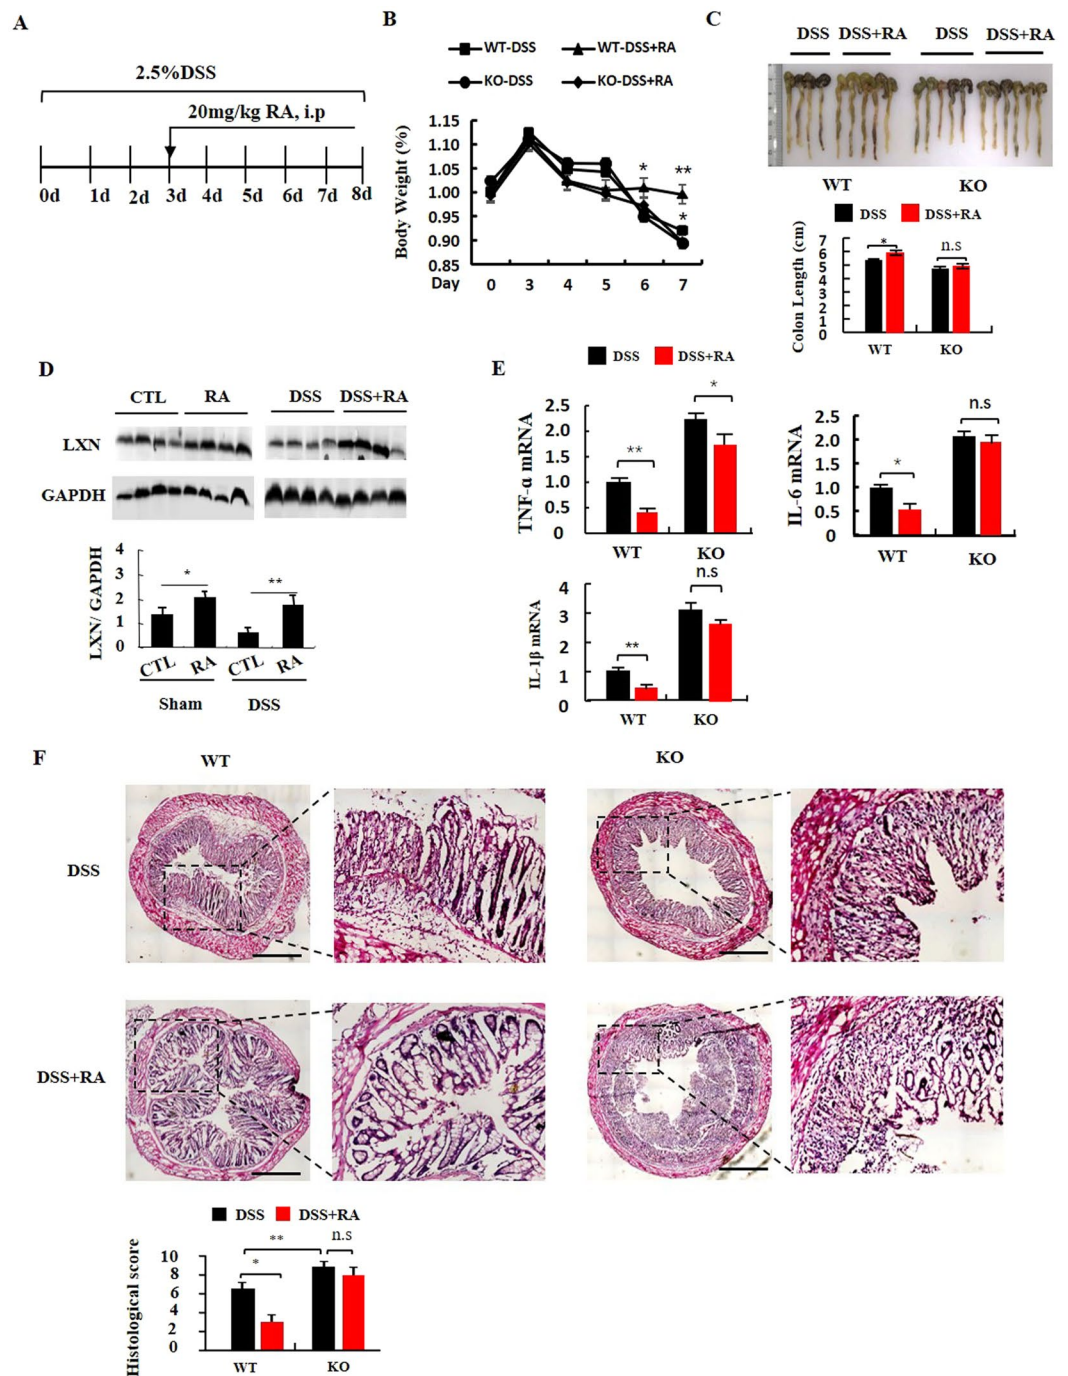 A
2.5%DSS
20mg/kg RA, i.p
0d 1d 2d 3d 4d 5d 6d 7d 8d
B
WT-DSS WT-DSS+RA
KO-DSS KO-DSS+RA
Body Weight (%)
1.15
1.10
1.05
1.00
0.95
0.90
0.85
* ** *
Day 0 3 4 5 6 7
C
DSS DSS+RA DSS DSS+RA
WT KO
DSS DSS+RA
Colon Length (cm)
7
6
5
4
3
2
1
0
* n.s
WT KO
D
CTL RA DSS DSS+RA
LXN
GAPDH
LXN/ GAPDH
4
3
2
1
0
* **
CTL RA CTL RA
Sham DSS
E
DSS DSS+RA
TNF-α mRNA
2.5
2.0
1.5
1.0
0.5
0
** *
WT KO
IL-6 mRNA
2.5
2.0
1.5
1.0
0.5
0
* n.s
WT KO
IL-1β mRNA
4
3
2
1
0
** n.s
WT KO
F
WT KO
DSS
DSS+RA
DSS DSS+RA
Histological score
10
8
6
4
2
0
* ** n.s
WT KO